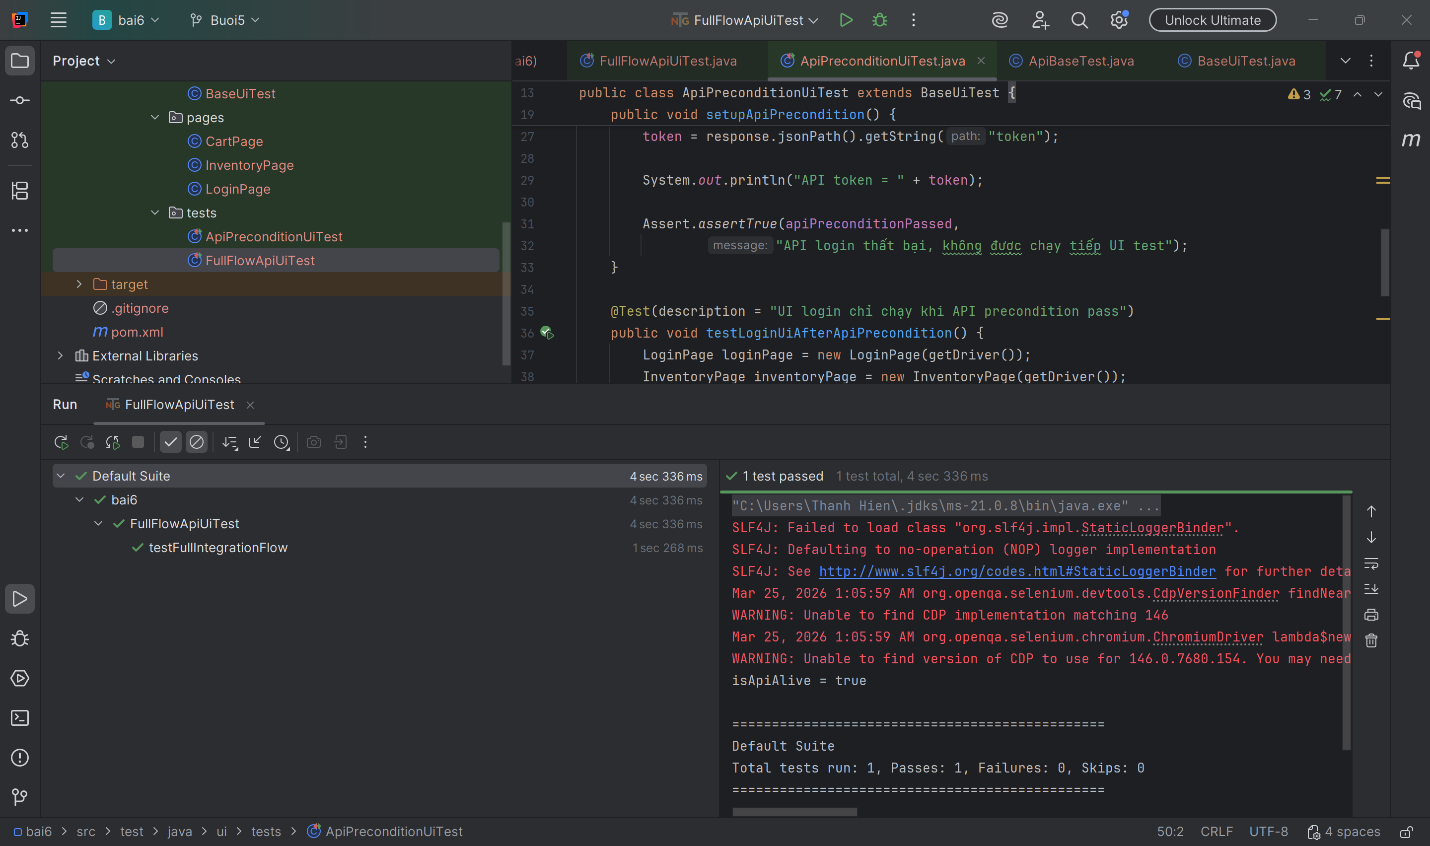 B bai6
Buoi5
FullFlowApiUiTest
Unlock Ultimate
Project
BaseUiTest
pages
CartPage
InventoryPage
LoginPage
tests
ApiPreconditionUiTest
FullFlowApiUiTest
target
.gitignore
m pom.xml
External Libraries
Scratches and Consoles
ai6)
FullFlowApiUiTest.java
ApiPreconditionUiTest.java
ApiBaseTest.java
BaseUiTest.java
3 7
13 public class ApiPreconditionUiTest extends BaseUiTest {
19 public void setupApiPrecondition() {
27 token = response.jsonPath().getString( path: "token");
28
29 System.out.println("API token = " + token);
30
31 Assert.assertTrue(apiPreconditionPassed,
32 message: "API login thất bại, không được chạy tiếp UI test");
33 }
34
35 @Test(description = "UI login chỉ chạy khi API precondition pass")
36 public void testLoginUiAfterApiPrecondition() {
37 LoginPage loginPage = new LoginPage(getDriver());
38 InventoryPage inventoryPage = new InventoryPage(getDriver());
m
Run
FullFlowApiUiTest
Default Suite 4 sec 336 ms
bai6 4 sec 336 ms
FullFlowApiUiTest 4 sec 336 ms
testFullIntegrationFlow 1 sec 268 ms
1 test passed 1 test total, 4 sec 336 ms
"C:\Users\Thanh Hien\.jdks\ms-21.0.8\bin\java.exe" ...
SLF4J: Failed to load class "org.slf4j.impl.StaticLoggerBinder".
SLF4J: Defaulting to no-operation (NOP) logger implementation
SLF4J: See http://www.slf4j.org/codes.html#StaticLoggerBinder for further deta
Mar 25, 2026 1:05:59 AM org.openqa.selenium.devtools.CdpVersionFinder findNear
WARNING: Unable to find CDP implementation matching 146
Mar 25, 2026 1:05:59 AM org.openqa.selenium.chromium.ChromiumDriver lambda$new
WARNING: Unable to find version of CDP to use for 146.0.7680.154. You may need
isApiAlive = true
===============================================
Default Suite
Total tests run: 1, Passes: 1, Failures: 0, Skips: 0
===============================================
bai6 > src > test > java > ui > tests > ApiPreconditionUiTest
50:2 CRLF UTF-8 4 spaces